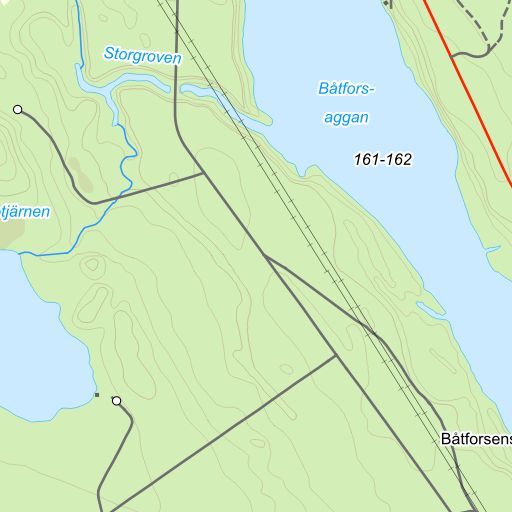 Storgroven
Båtfors-
aggan
161-162
tjärnen
Båtforsens